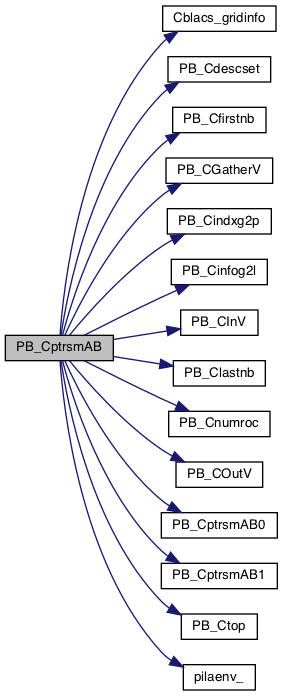 Cblacs_gridinfo
PB_Cdescset
PB_Cfirstnb
PB_CGatherV
PB_Cindxg2p
PB_Cinfog2l
PB_CInV
PB_CptrsmAB
PB_Clastnb
PB_Cnumroc
PB_COutV
PB_CptrsmAB0
PB_CptrsmAB1
PB_Ctop
pilaenv_